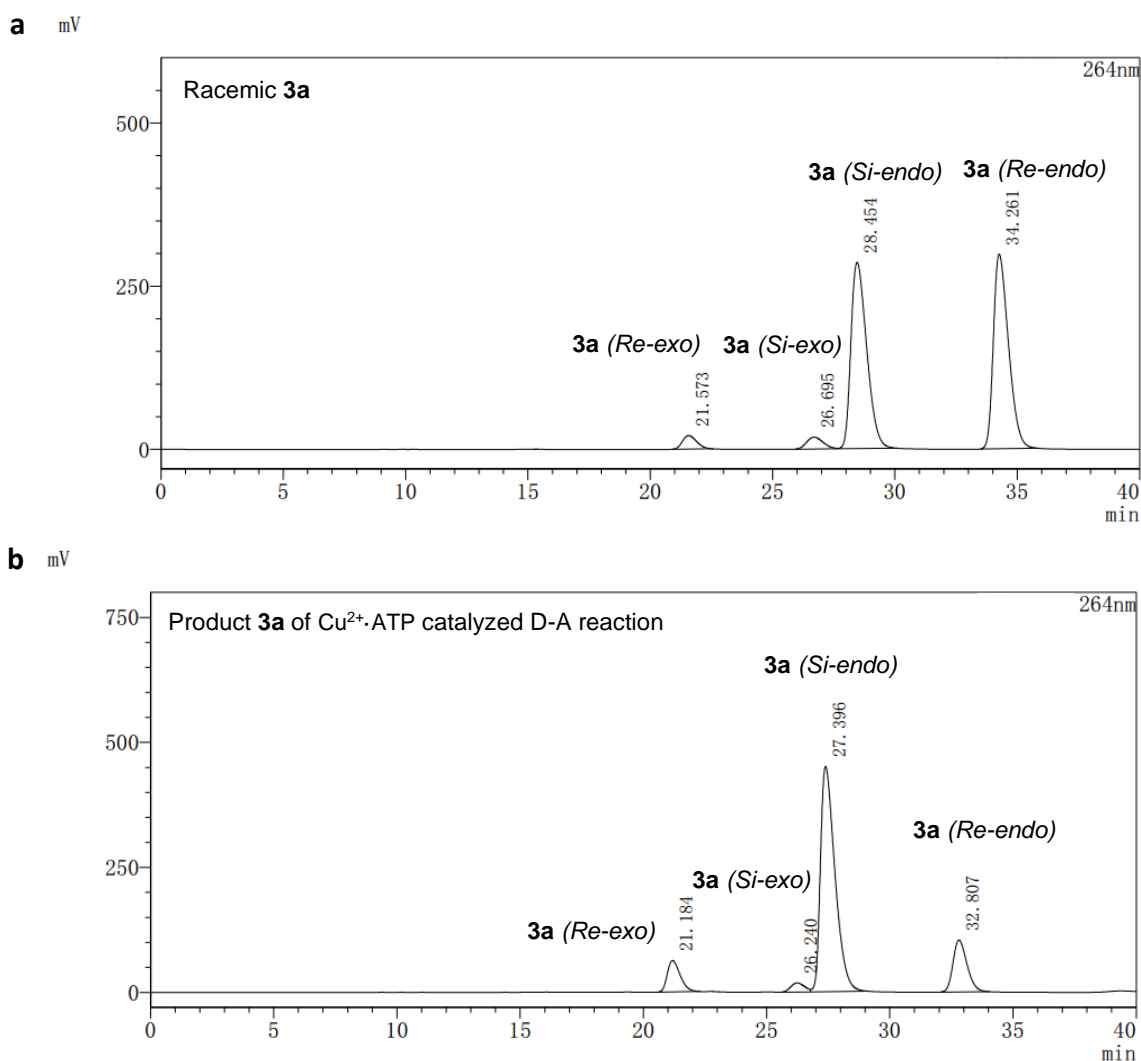 a mV
264nm
Racemic 3a
500
3a (Si-endo) 3a (Re-endo)
28.454
34.261
250
3a (Re-exo) 3a (Si-exo)
21.573
26.695
0
0 5 10 15 20 25 30 35 40
min
b mV
264nm
750
Product 3a of Cu²⁺·ATP catalyzed D-A reaction
3a (Si-endo)
27.396
500
3a (Re-endo)
32.807
250
3a (Si-exo)
26.240
3a (Re-exo)
21.184
0
0 5 10 15 20 25 30 35 40
min